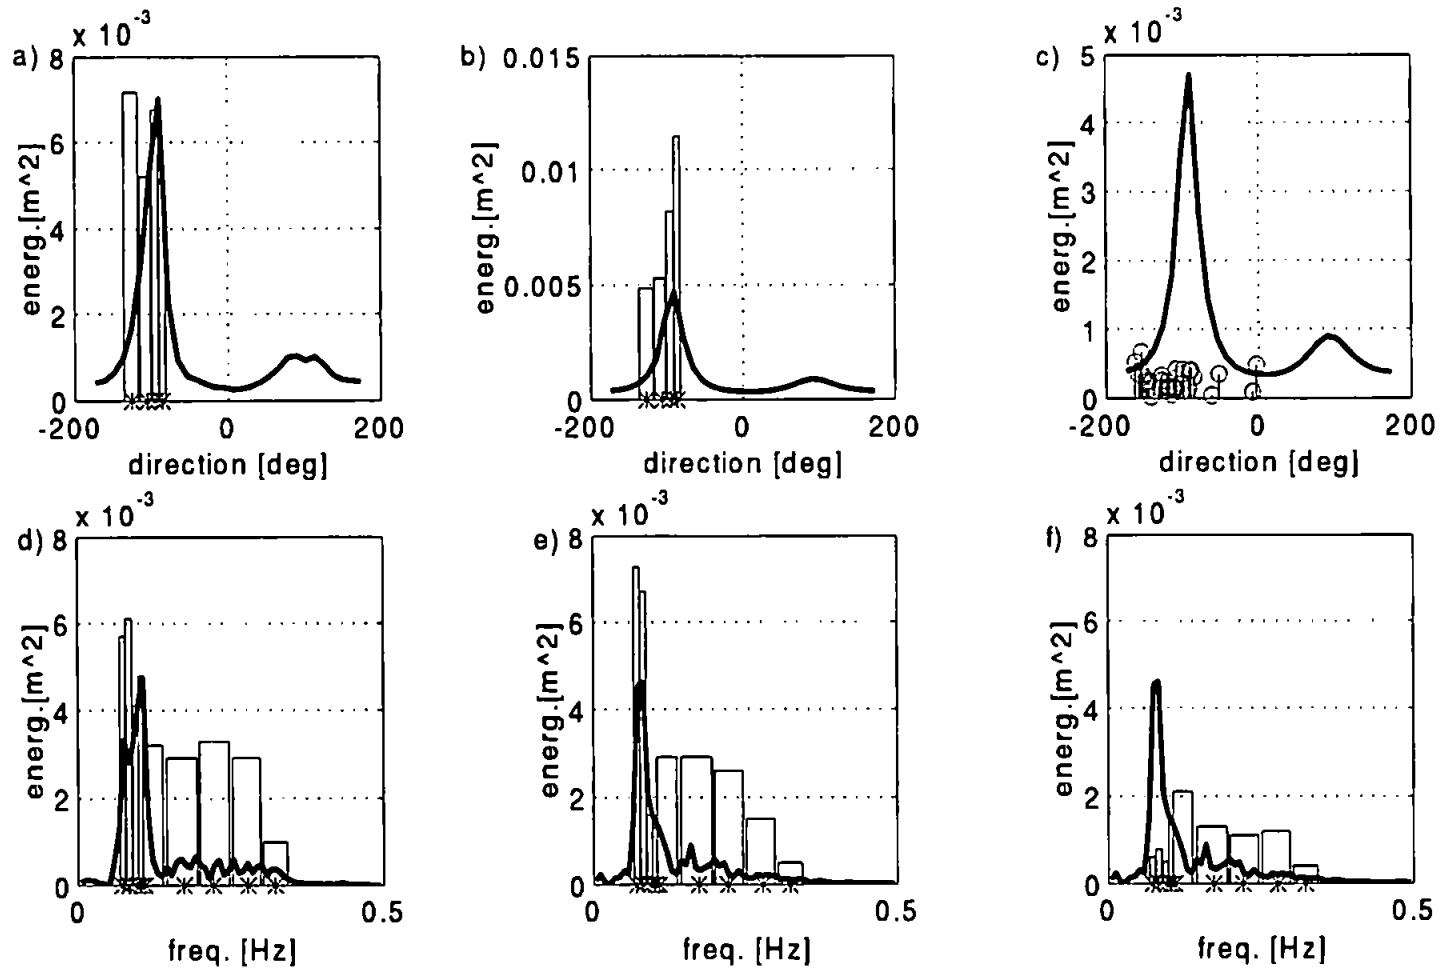 a)
x 10^-3
8
6
4
2
0
energ.[m^2]
-200
0
200
direction [deg]
b)
0.015
0.01
0.005
0
energ.[m^2]
-200
0
200
direction [deg]
c)
x 10^-3
5
4
3
2
1
0
energ.[m^2]
-200
0
200
direction [deg]
d)
x 10^-3
8
6
4
2
0
energ.[m^2]
0
0.5
freq. [Hz]
e)
x 10^-3
8
6
4
2
0
energ.[m^2]
0
0.5
freq. [Hz]
f)
x 10^-3
8
6
4
2
0
energ.[m^2]
0
0.5
freq. [Hz]